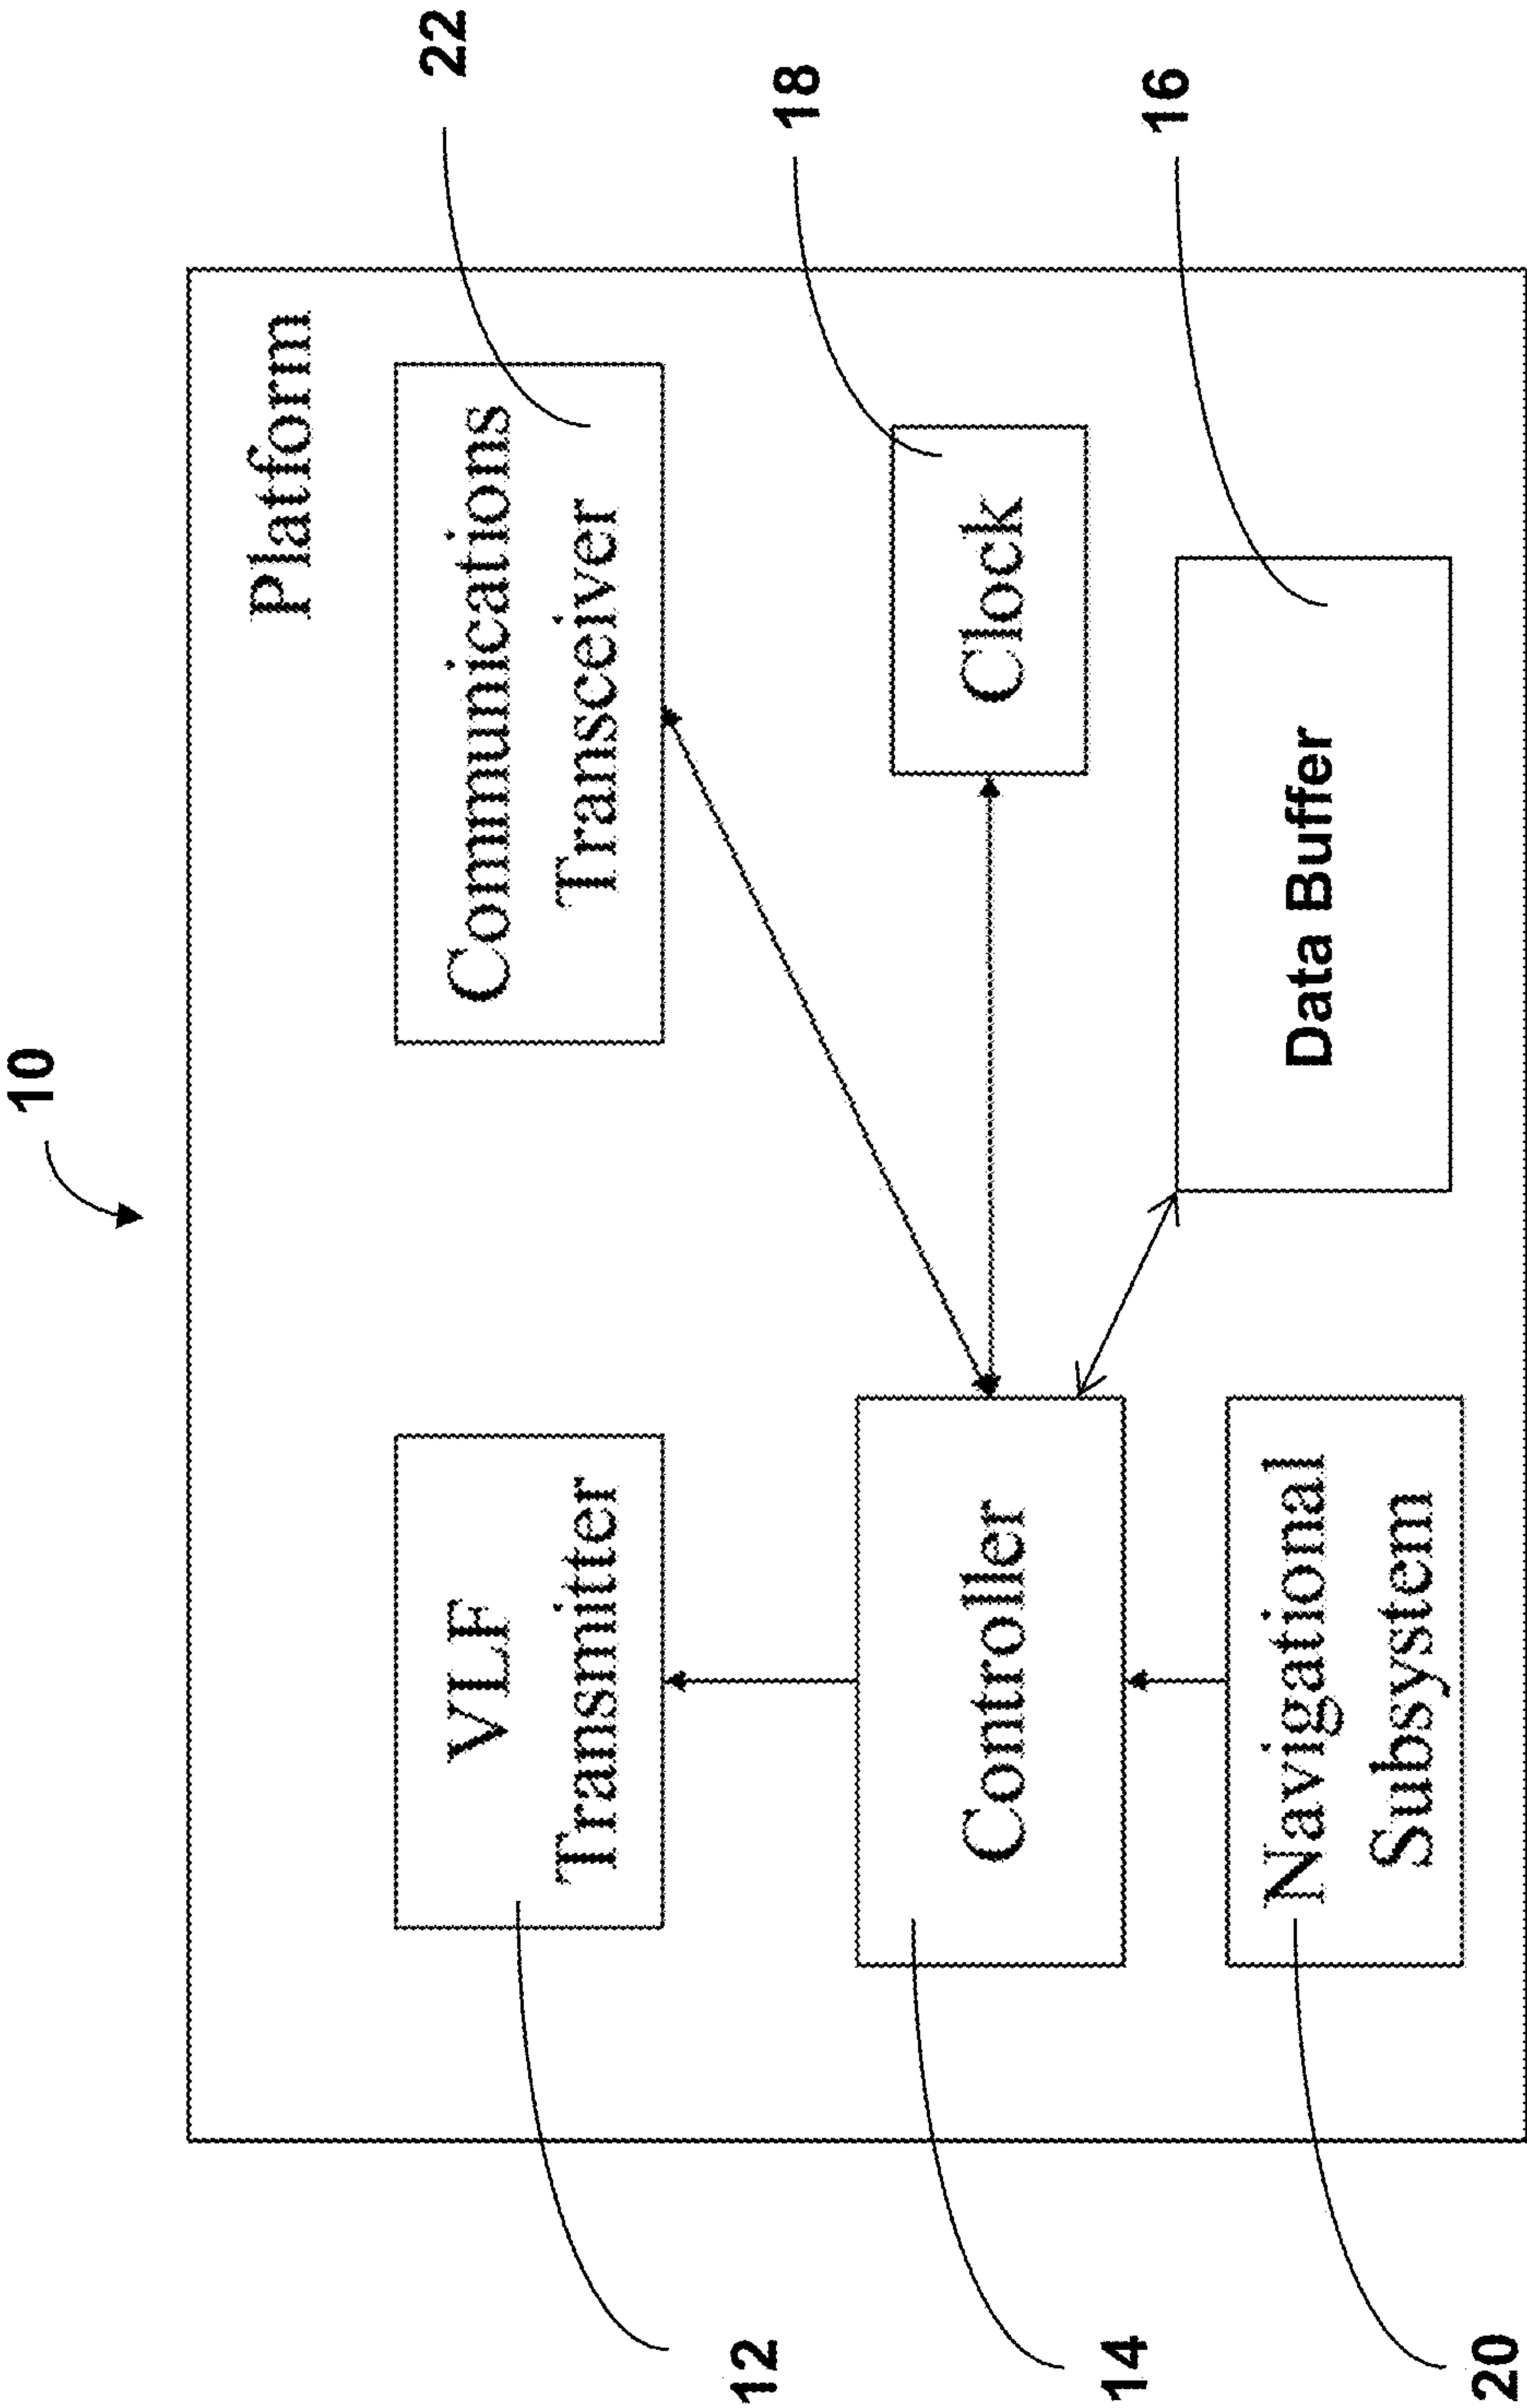 10
Platform
22
VLF
Transmitter
Communications
Transceiver
12
18
Controller
Clock
14
16
Navigational
Subsystem
Data Buffer
20